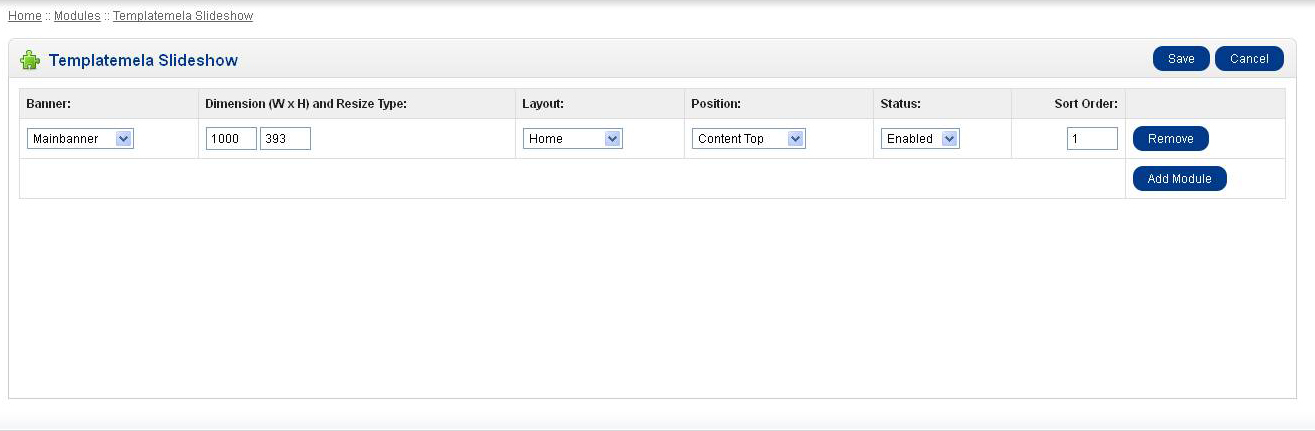 Home :: Modules :: Templatemela Slideshow
Templatemela Slideshow Save Cancel
Banner: Dimension (W x H) and Resize Type: Layout: Position: Status: Sort Order:
Mainbanner 1000 393 Home Content Top Enabled 1 Remove
Add Module